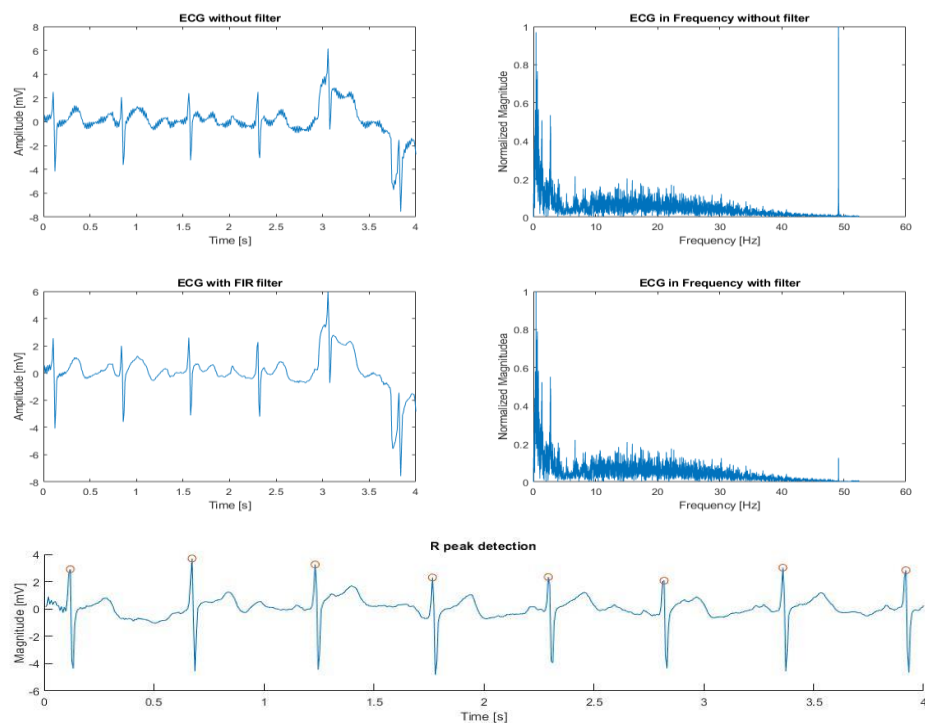 ECG without filter
8
6
4
2
0
-2
-4
-6
-8
Amplitude [mV]
0 0.5 1 1.5 2 2.5 3 3.5 4
Time [s]
ECG in Frequency without filter
1
0.8
0.6
0.4
0.2
0
Normalized Magnitude
0 10 20 30 40 50 60
Frequency [Hz]
ECG with FIR filter
6
4
2
0
-2
-4
-6
-8
Amplitude [mV]
0 0.5 1 1.5 2 2.5 3 3.5 4
Time [s]
ECG in Frequency with filter
1
0.8
0.6
0.4
0.2
0
Normalized Magnitudea
0 10 20 30 40 50 60
Frequency [Hz]
R peak detection
4
2
0
-2
-4
-6
Magnitude [mV]
0 0.5 1 1.5 2 2.5 3 3.5 4
Time [s]